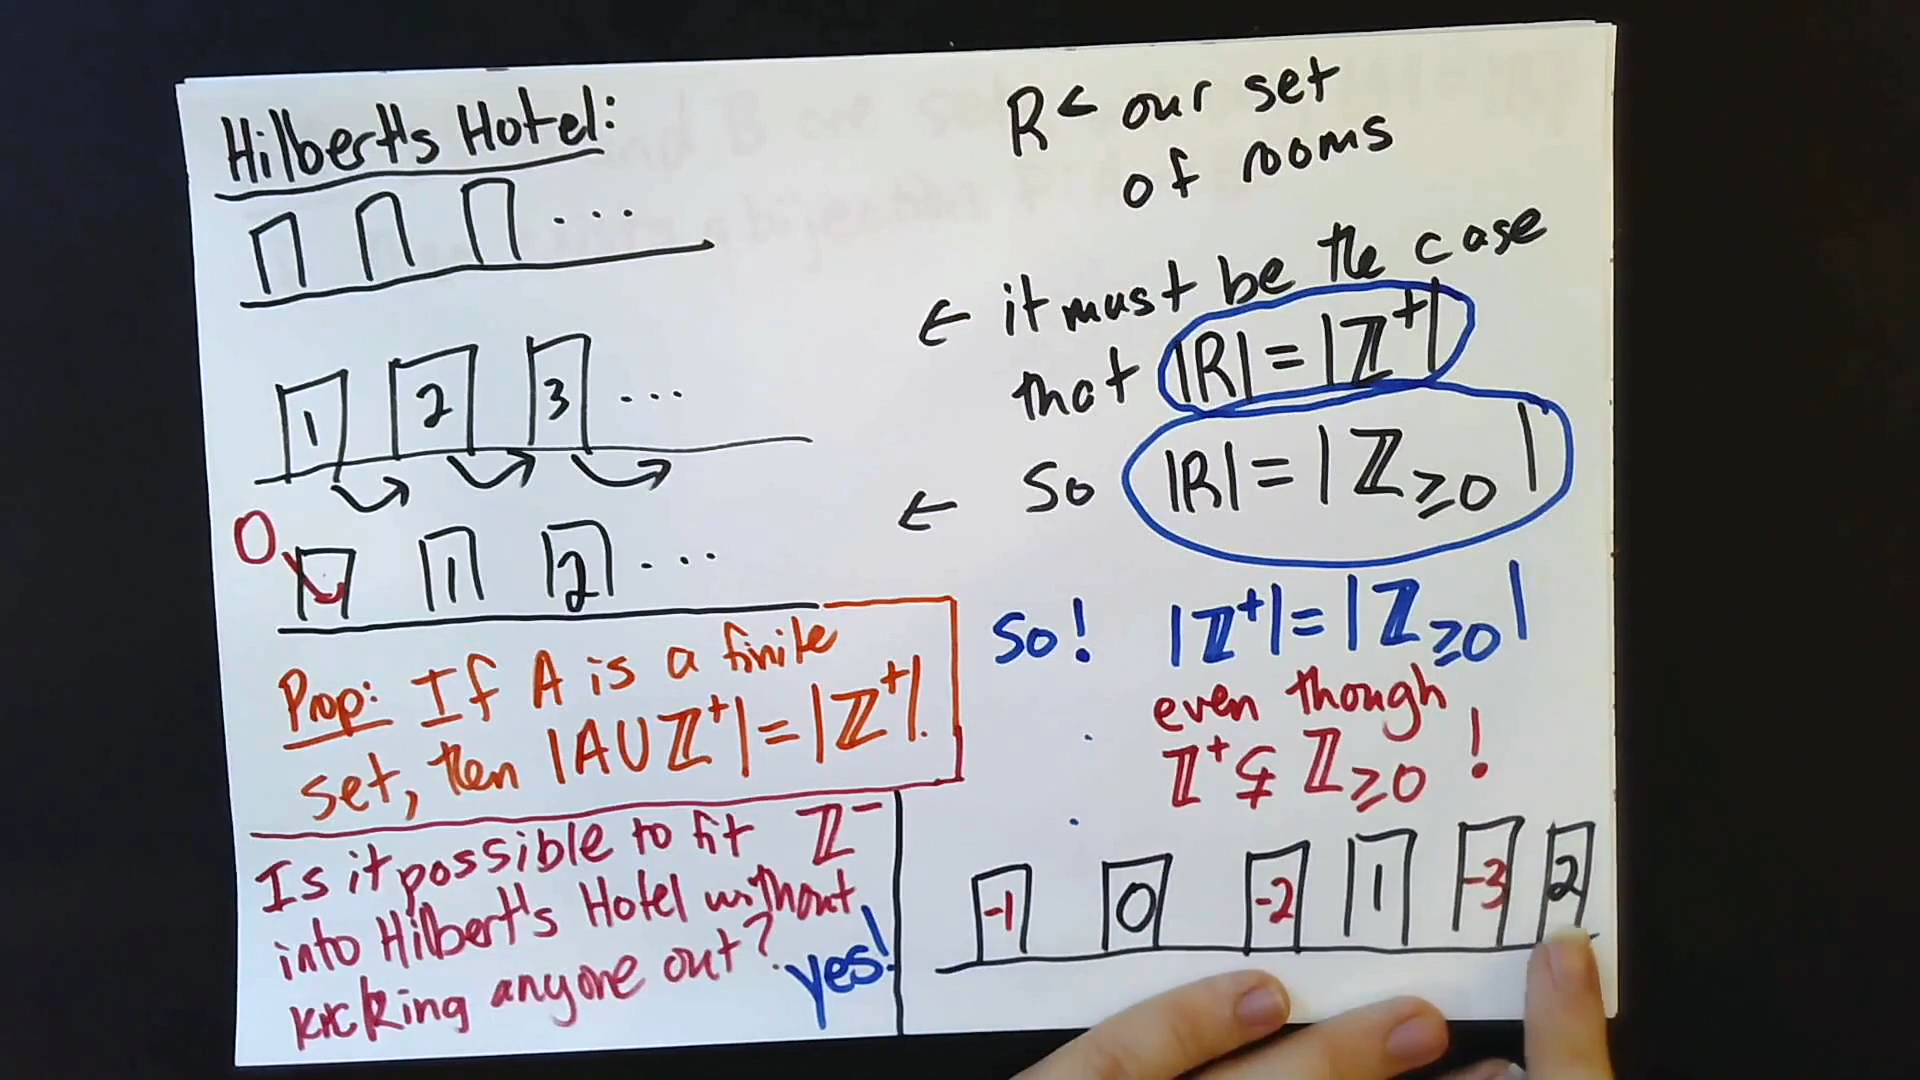 Hilbert's Hotel:
...
1 2 3 ...
0 1 2 ...
Prop: If A is a finite
set, then |A∪ℤ⁺|=|ℤ⁺|.
Is it possible to fit ℤ⁻
into Hilbert's Hotel without
kicking anyone out?
yes!
R ← our set
of rooms
← it must be the case
that |R|=|ℤ⁺|
← So |R|=|ℤ≥0|
So! |ℤ⁺|=|ℤ≥0|
even though
ℤ⁺⊊ℤ≥0!
-1 0 -2 1 -3 2